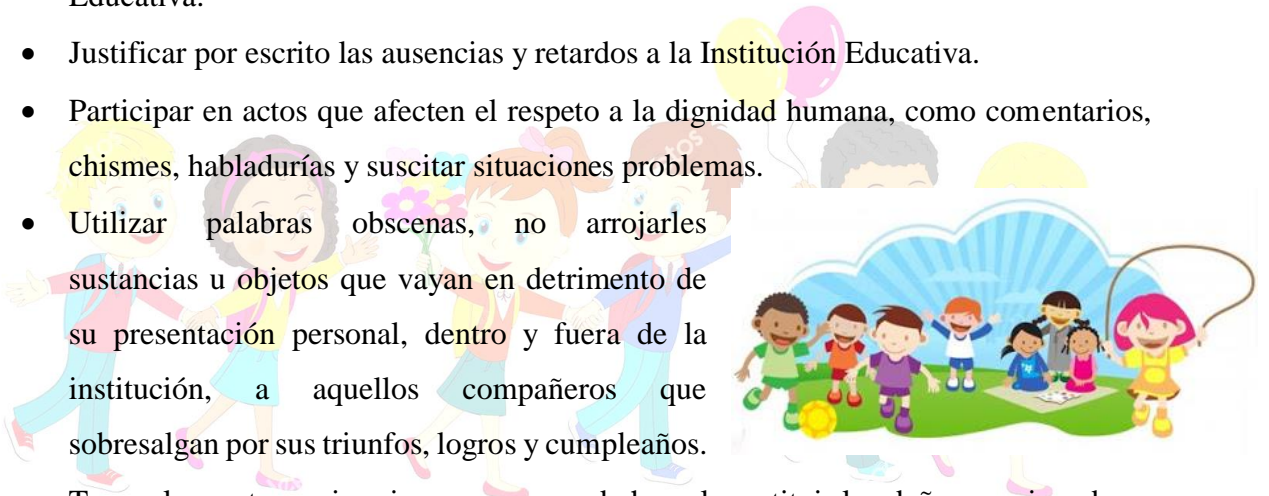 Educativa.
• Justificar por escrito las ausencias y retardos a la Institución Educativa.
• Participar en actos que afecten el respeto a la dignidad humana, como comentarios,
chismes, habladurías y suscitar situaciones problemas.
• Utilizar palabras obscenas, no arrojarles
sustancias u objetos que vayan en detrimento de
su presentación personal, dentro y fuera de la
institución, a aquellos compañeros que
sobresalgan por sus triunfos, logros y cumpleaños.